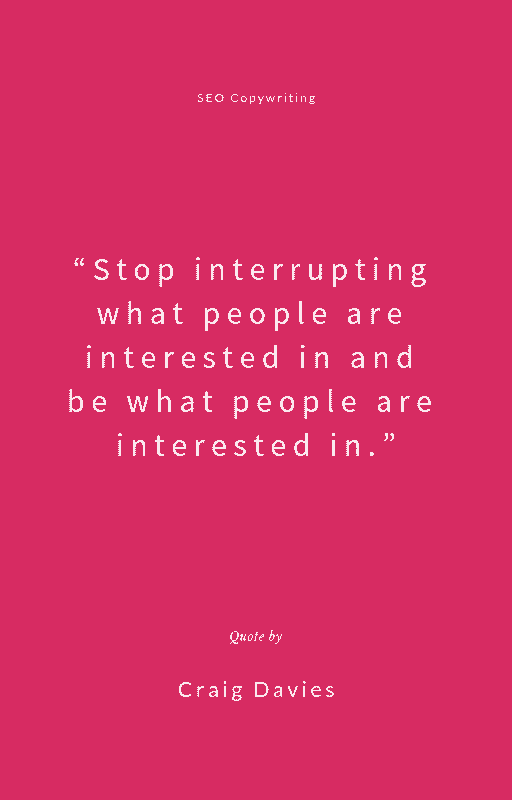 SEO Copywriting
“Stop interrupting
what people are
interested in and
be what people are
interested in.”
Quote by
Craig Davies